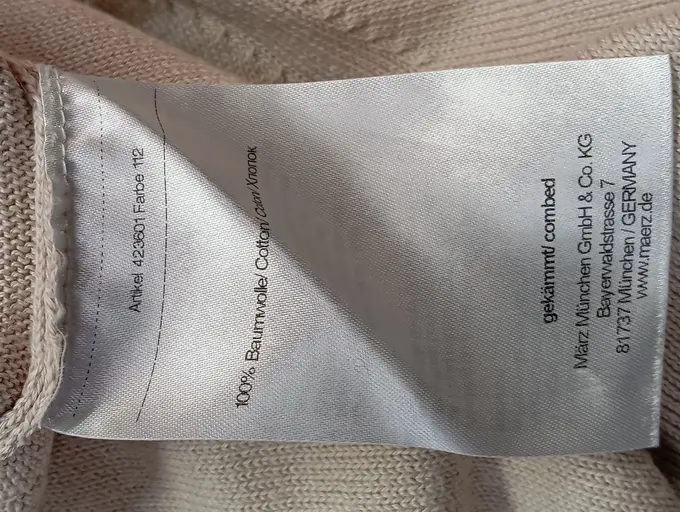 Artikel 423601 Farbe 112
100% Baumwolle/ Cotton/ /Хлопок
gekämmt/ combed
März München GmbH & Co. KG
Bayerwaldstrasse 7
81737 München / GERMANY
www.maerz.de